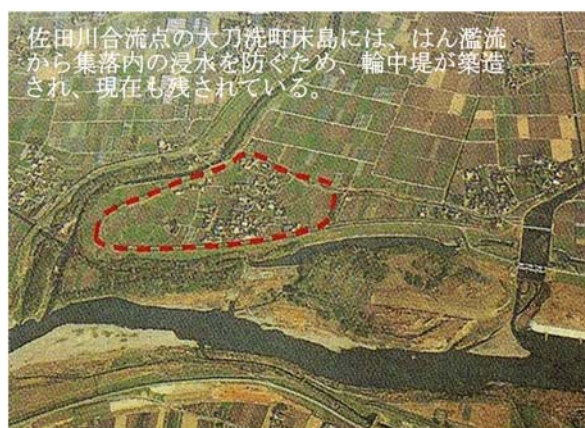 佐田川合流点の大刀洗町床島には、はん濫流
から集落内の浸水を防ぐため、輪中堤が築造
され、現在も残されている。